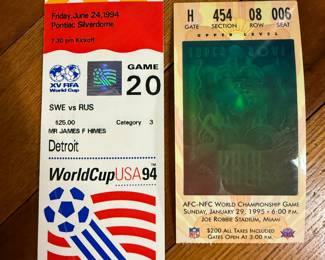 Friday, June 24, 1994
Pontiac Silverdome
7:30 pm Kickoff
XV FIFA
World Cup
GAME
20
SWE vs RUS
$25.00
Category 3
MR JAMES F HIMES
Detroit
WorldCupUSA94
H 454 08 006
GATE SECTION ROW SEAT
UPPER LEVEL
AFC-NFC WORLD CHAMPIONSHIP GAME
SUNDAY, JANUARY 29, 1995 • 6:00 P.M.
JOE ROBBIE STADIUM, MIAMI
NFL
$200 ALL TAXES INCLUDED
GATES OPEN AT 3:00 P.M.